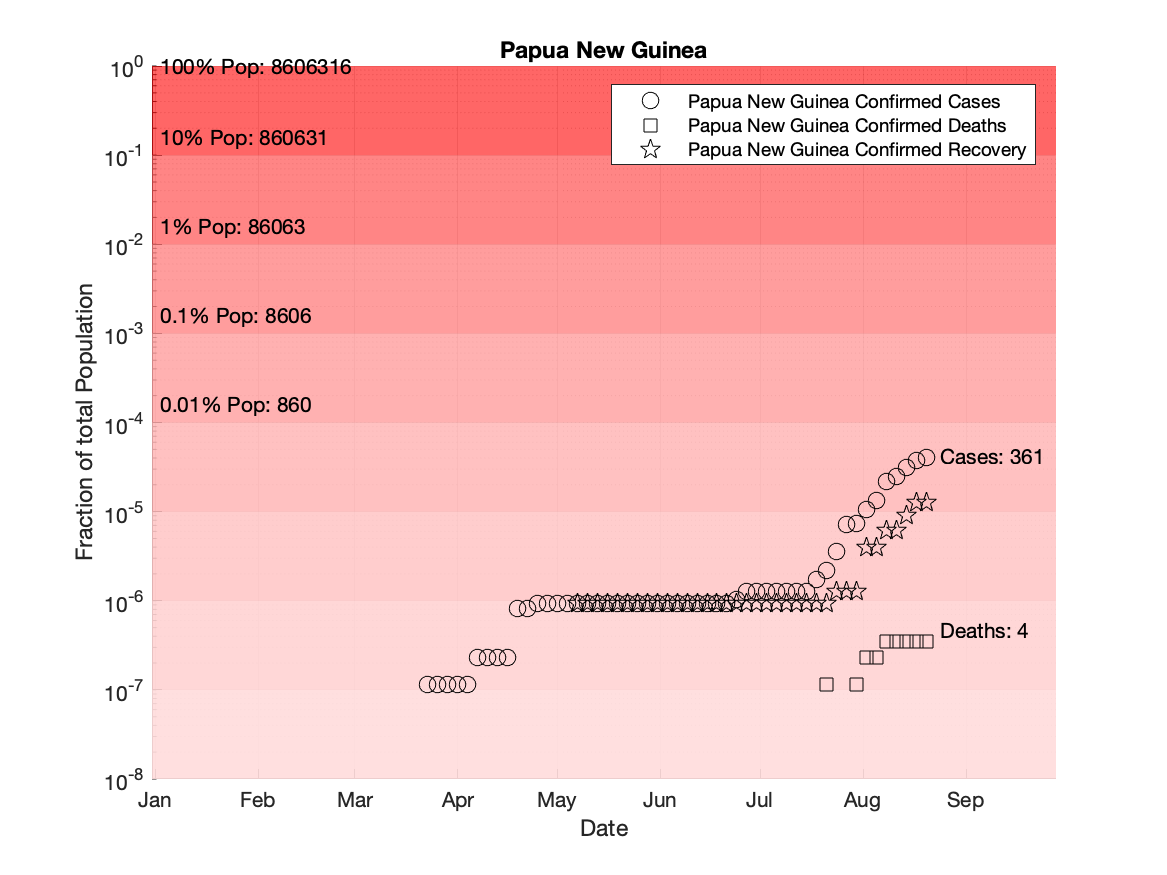 Papua New Guinea
10^0
100% Pop: 8606316
Papua New Guinea Confirmed Cases
Papua New Guinea Confirmed Deaths
Papua New Guinea Confirmed Recovery
10% Pop: 860631
10^-1
1% Pop: 86063
10^-2
0.1% Pop: 8606
10^-3
0.01% Pop: 860
10^-4
Cases: 361
10^-5
10^-6
Deaths: 4
10^-7
10^-8
Fraction of total Population
Jan Feb Mar Apr May Jun Jul Aug Sep
Date